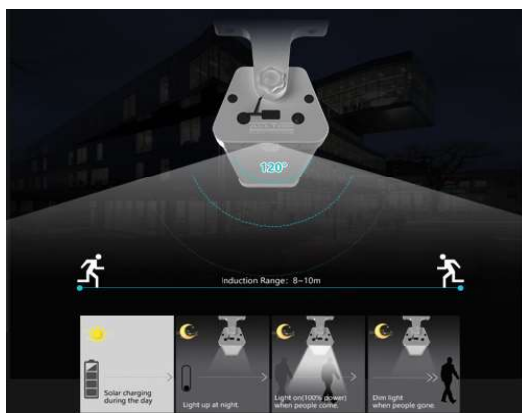 120°
Induction Range: 8~10m
Solar charging
during the day
Light up at night.
Light on(100% power)
when people come.
Dim light
when people gone.